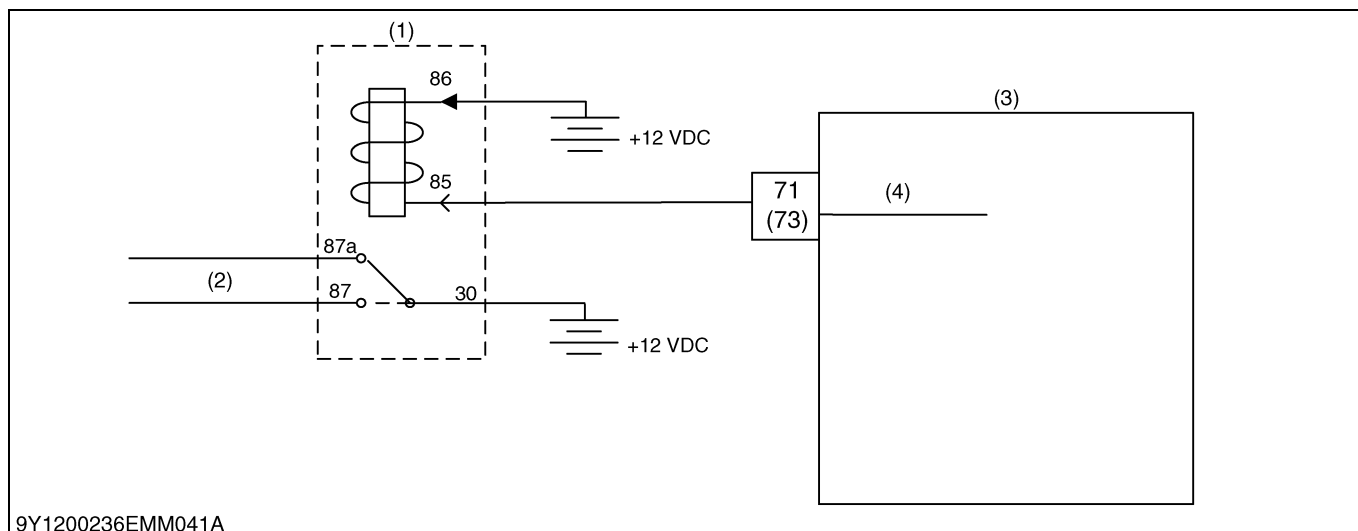 (1)
86
(3)
+12 VDC
85
71
(73)
(4)
87a
(2)
87
30
+12 VDC
9Y1200236EMM041A